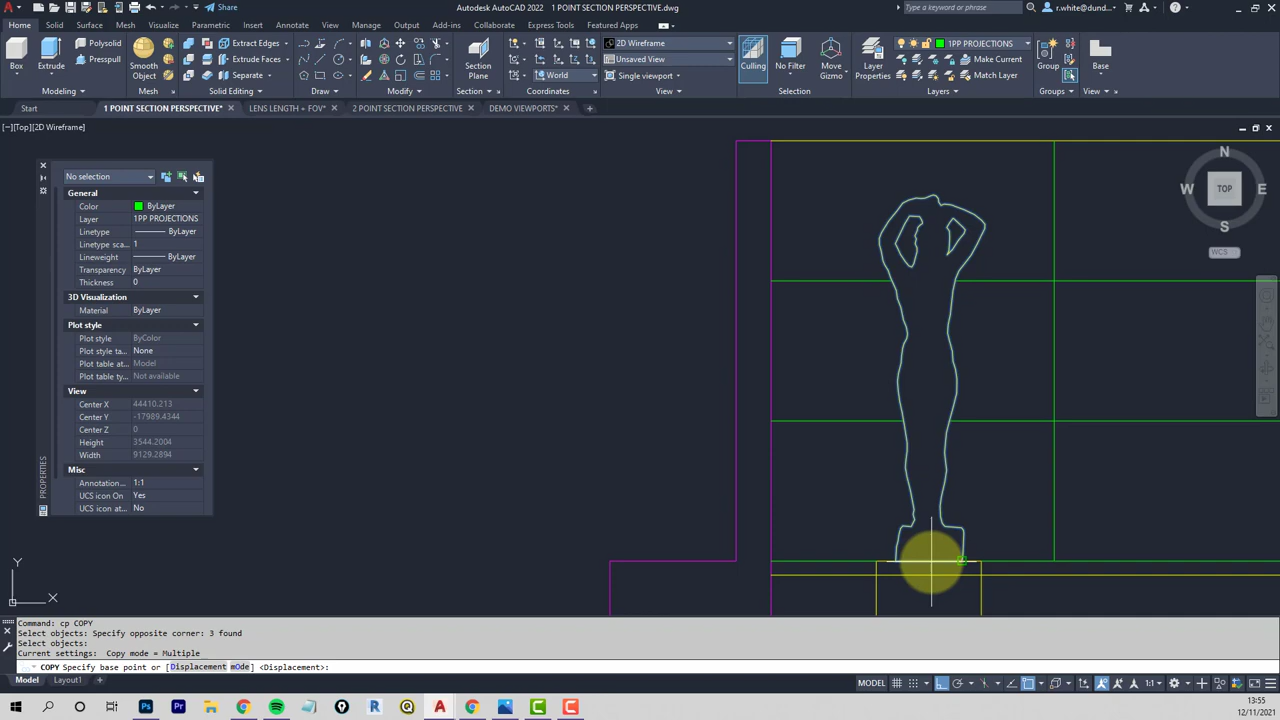 Share
Autodesk AutoCAD 2022   1 POINT SECTION PERSPECTIVE.dwg
Type a keyword or phrase
r.white@dund...
Home Solid Surface Mesh Visualize Parametric Insert Annotate View Manage Output Add-ins Collaborate Express Tools Featured Apps
Box
Extrude
Polysolid
Presspull
Modeling
Smooth Object
Mesh
Extract Edges
Extrude Faces
Separate
Solid Editing
Draw
Modify
Section Plane
Section
World
Coordinates
2D Wireframe
Unsaved View
Single viewport
View
Culling
No Filter
Move Gizmo
Selection
Layer Properties
1PP PROJECTIONS
Make Current
Match Layer
Layers
Group
Groups
Base
View
Start
1 POINT SECTION PERSPECTIVE*
LENS LENGTH + FOV*
2 POINT SECTION PERSPECTIVE
DEMO VIEWPORTS*
[−][Top][2D Wireframe]
No selection
General
Color ByLayer
Layer 1PP PROJECTIONS
Linetype ByLayer
Linetype sca... 1
Lineweight ByLayer
Transparency ByLayer
Thickness 0
3D Visualization
Material ByLayer
Plot style
Plot style ByColor
Plot style ta... None
Plot table at... Model
Plot table ty... Not available
View
Center X 44410.213
Center Y -17989.4344
Center Z 0
Height 3544.2004
Width 9129.2894
Misc
Annotation... 1:1
UCS icon On Yes
UCS icon at... No
PROPERTIES
N
W TOP E
S
WCS
Y
X
Command: cp COPY
Select objects: Specify opposite corner: 3 found
Select objects:
Current settings:  Copy mode = Multiple
COPY Specify base point or [Displacement mOde] <Displacement>:
Model Layout1
MODEL
1:1
13:55
12/11/2021